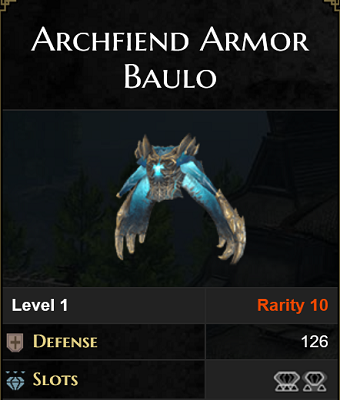 Archfiend Armor
Baulo
Level 1 Rarity 10
Defense 126
Slots